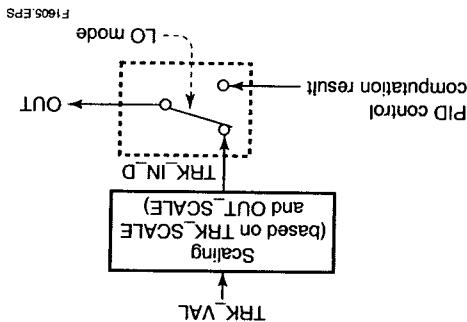 TRK_VAL
Scaling
(based on TRK_SCALE
and OUT_SCALE)
TRK_IN_D
PID control
computation result
OUT
LO mode
F1605.EPS